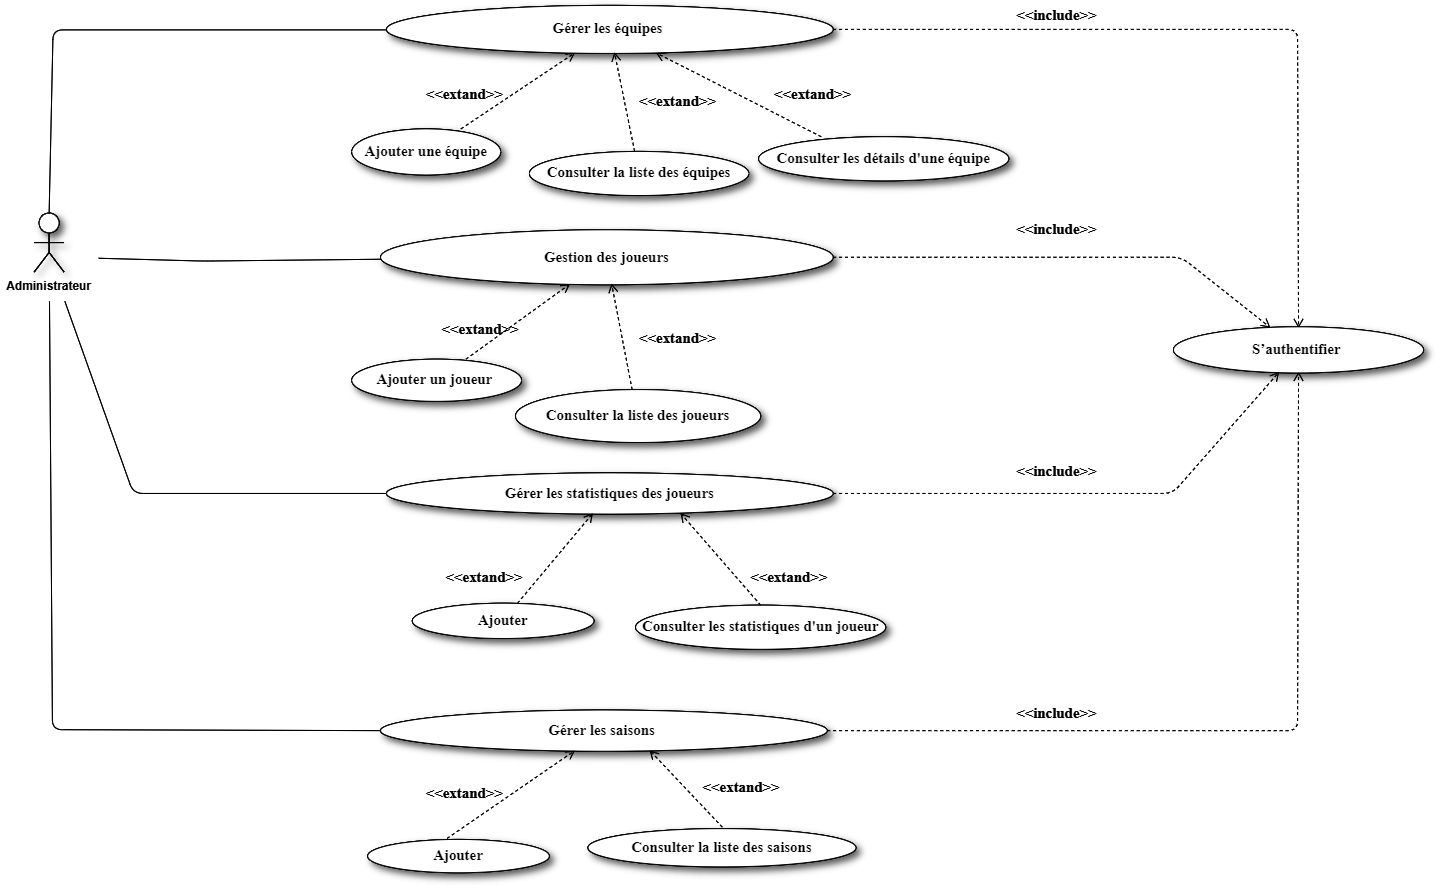 Gérer les équipes
<<include>>
<<extand>>
<<extand>>
<<extand>>
Ajouter une équipe
Consulter la liste des équipes
Consulter les détails d'une équipe
Administrateur
Gestion des joueurs
<<include>>
<<extand>>
<<extand>>
Ajouter un joueur
Consulter la liste des joueurs
S’authentifier
Gérer les statistiques des joueurs
<<include>>
<<extand>>
<<extand>>
Ajouter
Consulter les statistiques d'un joueur
Gérer les saisons
<<include>>
<<extand>>
<<extand>>
Ajouter
Consulter la liste des saisons